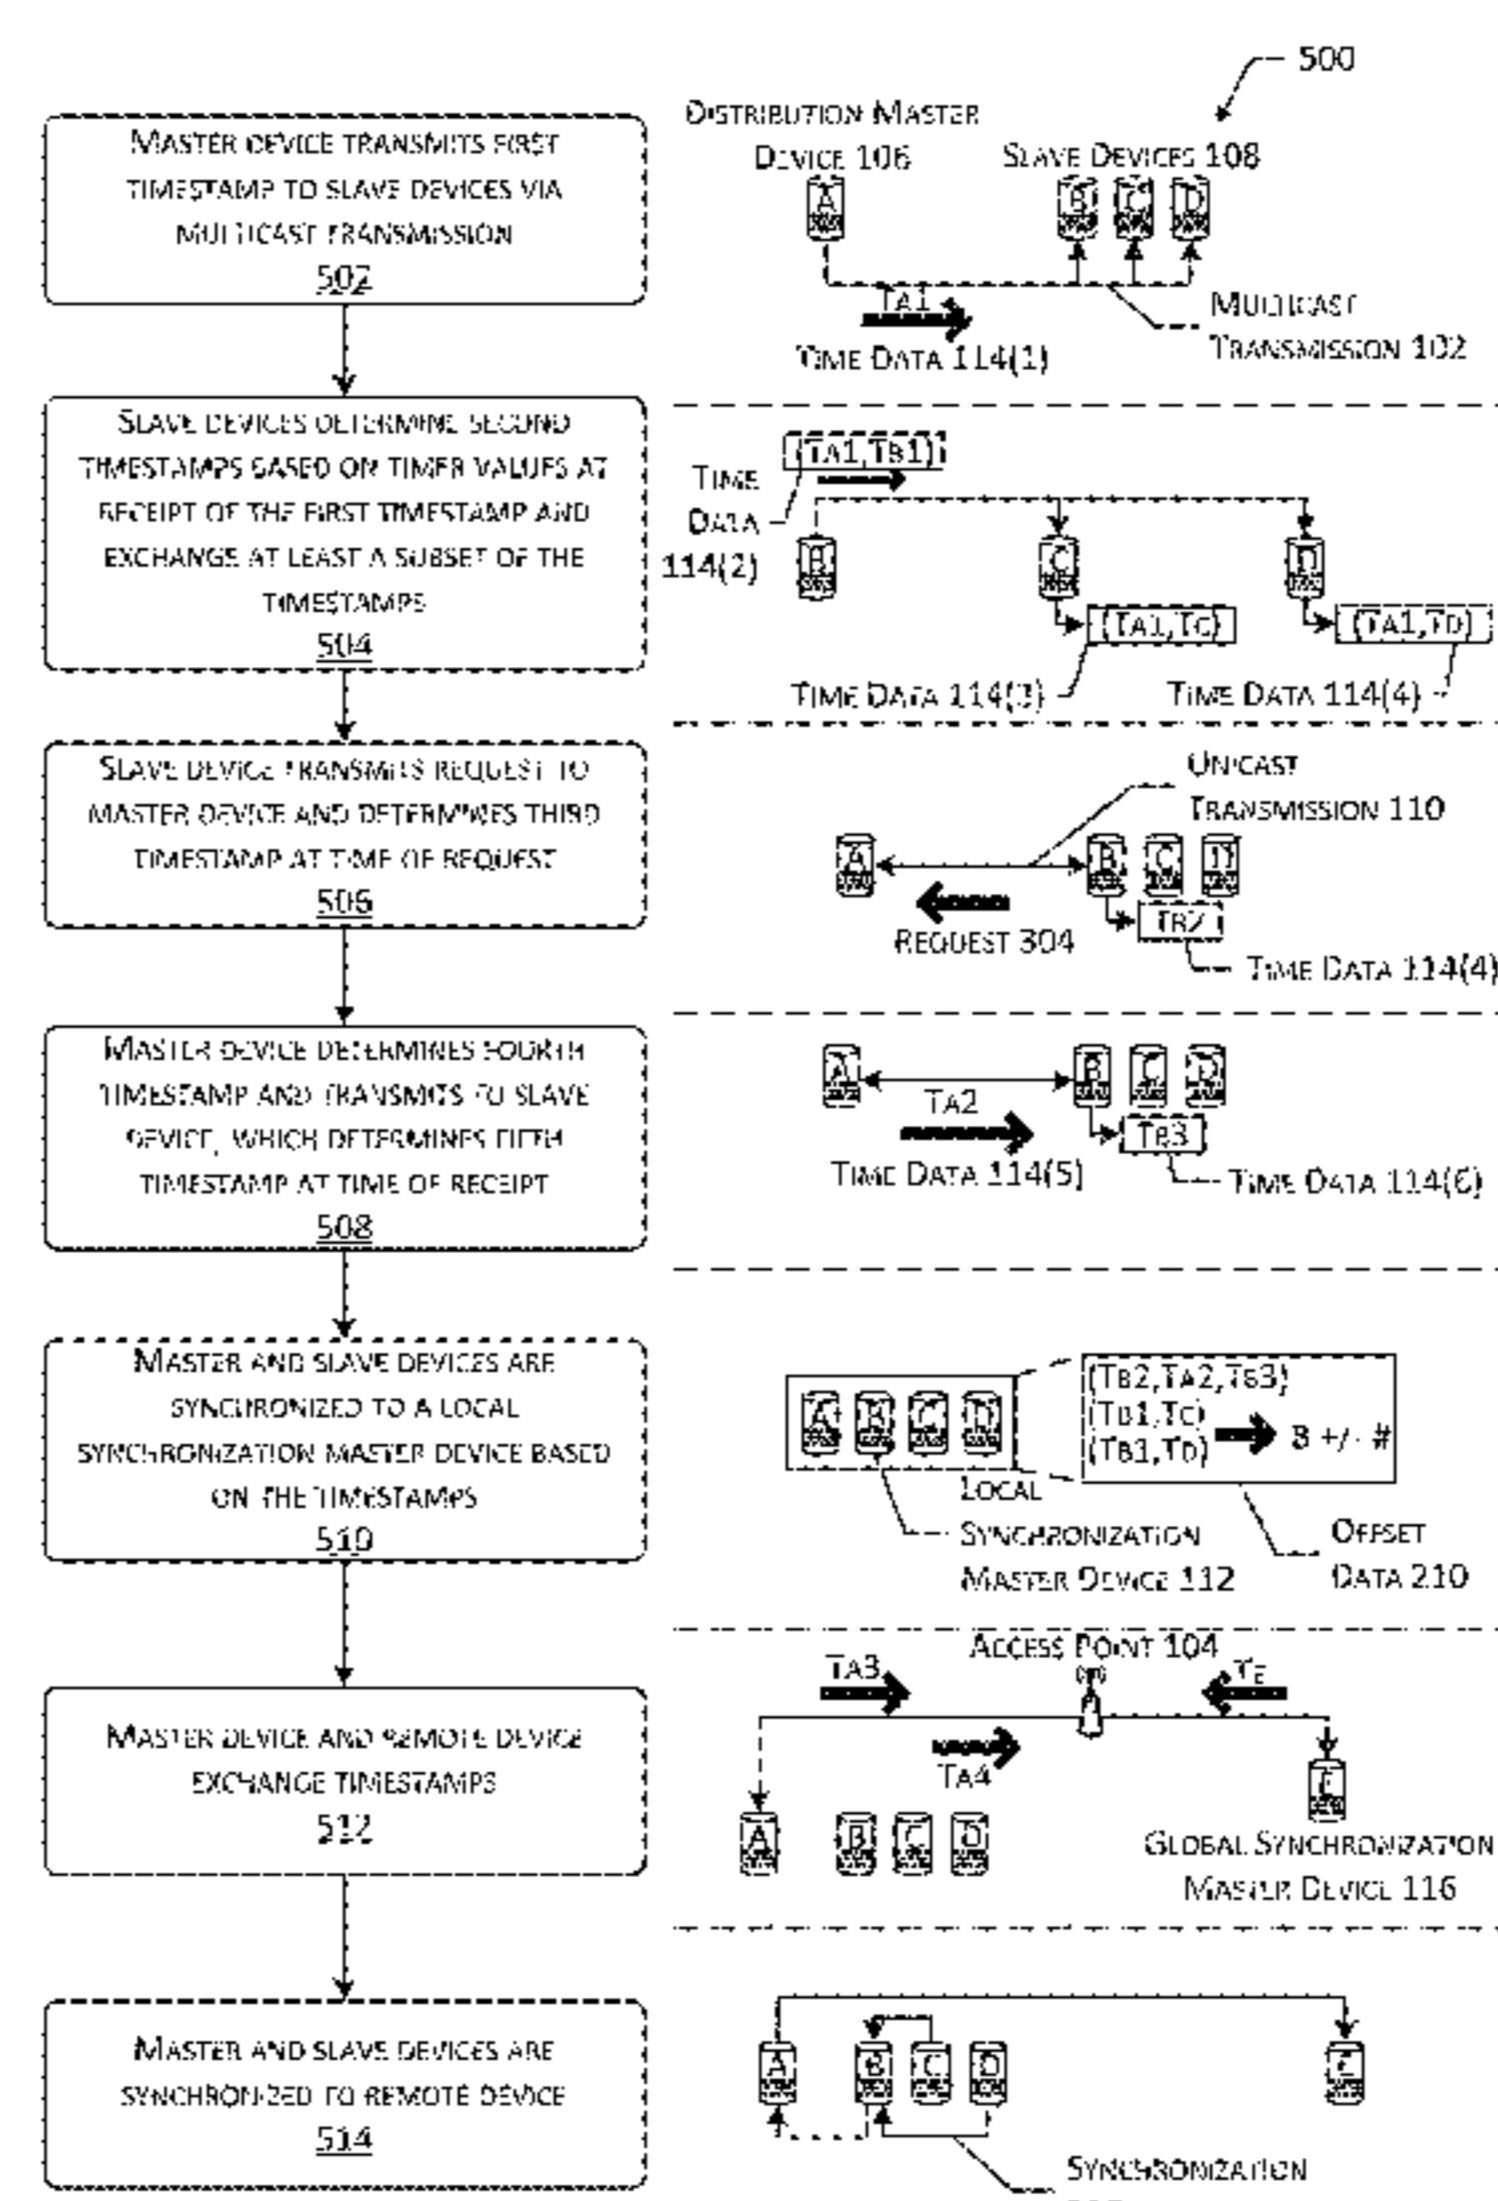 500
MASTER DEVICE TRANSMITS FIRST
TIMESTAMP TO SLAVE DEVICES VIA
MULTICAST TRANSMISSION
502
DISTRIBUTION MASTER
DEVICE 106
SLAVE DEVICES 108
A
B C D
TA1
TIME DATA 114(1)
MULTICAST
TRANSMISSION 102
SLAVE DEVICES DETERMINE SECOND
TIMESTAMPS BASED ON TIMER VALUES AT
RECEIPT OF THE FIRST TIMESTAMP AND
EXCHANGE AT LEAST A SUBSET OF THE
TIMESTAMPS
504
(TA1,TB1)
TIME
DATA
114(2)
B
C
D
(TA1,TC)
(TA1,TD)
TIME DATA 114(3)
TIME DATA 114(4)
SLAVE DEVICE TRANSMITS REQUEST TO
MASTER DEVICE AND DETERMINES THIRD
TIMESTAMP AT TIME OF REQUEST
506
UNICAST
TRANSMISSION 110
A
B C D
TB2
REQUEST 304
TIME DATA 114(4)
MASTER DEVICE DETERMINES FOURTH
TIMESTAMP AND TRANSMITS TO SLAVE
DEVICE, WHICH DETERMINES FIFTH
TIMESTAMP AT TIME OF RECEIPT
508
A
B C D
TA2
TB3
TIME DATA 114(5)
TIME DATA 114(6)
MASTER AND SLAVE DEVICES ARE
SYNCHRONIZED TO A LOCAL
SYNCHRONIZATION MASTER DEVICE BASED
ON THE TIMESTAMPS
510
A B C D
(TB2,TA2,TB3)
(TB1,TC)
(TB1,TD)
B +/- #
LOCAL
SYNCHRONIZATION
MASTER DEVICE 112
OFFSET
DATA 210
MASTER DEVICE AND REMOTE DEVICE
EXCHANGE TIMESTAMPS
512
ACCESS POINT 104
TA3
TE
TA4
A
B C D
E
GLOBAL SYNCHRONIZATION
MASTER DEVICE 116
MASTER AND SLAVE DEVICES ARE
SYNCHRONIZED TO REMOTE DEVICE
514
A
B C D
E
SYNCHRONIZATION